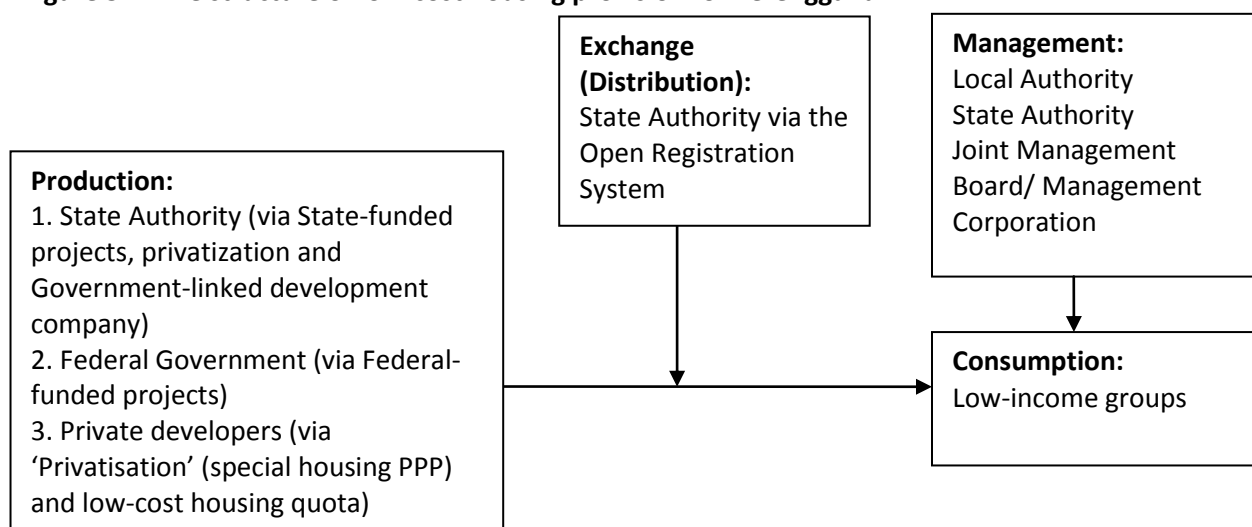 Exchange
(Distribution):
State Authority via the
Open Registration
System
Management:
Local Authority
State Authority
Joint Management
Board/ Management
Corporation
Production:
1. State Authority (via State-funded
projects, privatization and
Government-linked development
company)
2. Federal Government (via Federal-
funded projects)
3. Private developers (via
‘Privatisation’ (special housing PPP)
and low-cost housing quota)
Consumption:
Low-income groups